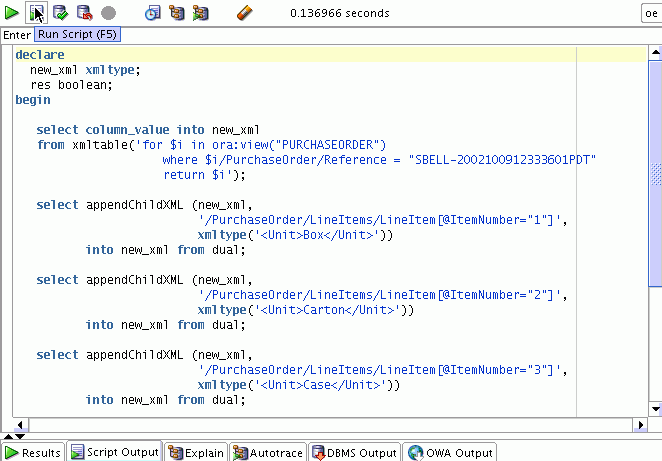 0.136966 seconds
oe
Enter
Run Script (F5)
declare
new_xml xmltype;
res boolean;
begin
select column_value into new_xml
from xmltable('for $i in ora:view("PURCHASEORDER")
where $i/PurchaseOrder/Reference = "SBELL-2002100912333601PDT"
return $i');
select appendChildXML (new_xml,
'/PurchaseOrder/LineItems/LineItem[@ItemNumber="1"]',
xmltype('<Unit>Box</Unit>'))
into new_xml from dual;
select appendChildXML (new_xml,
'/PurchaseOrder/LineItems/LineItem[@ItemNumber="2"]',
xmltype('<Unit>Carton</Unit>'))
into new_xml from dual;
select appendChildXML (new_xml,
'/PurchaseOrder/LineItems/LineItem[@ItemNumber="3"]',
xmltype('<Unit>Case</Unit>'))
into new_xml from dual;
Results Script Output Explain Autotrace DBMS Output OWA Output